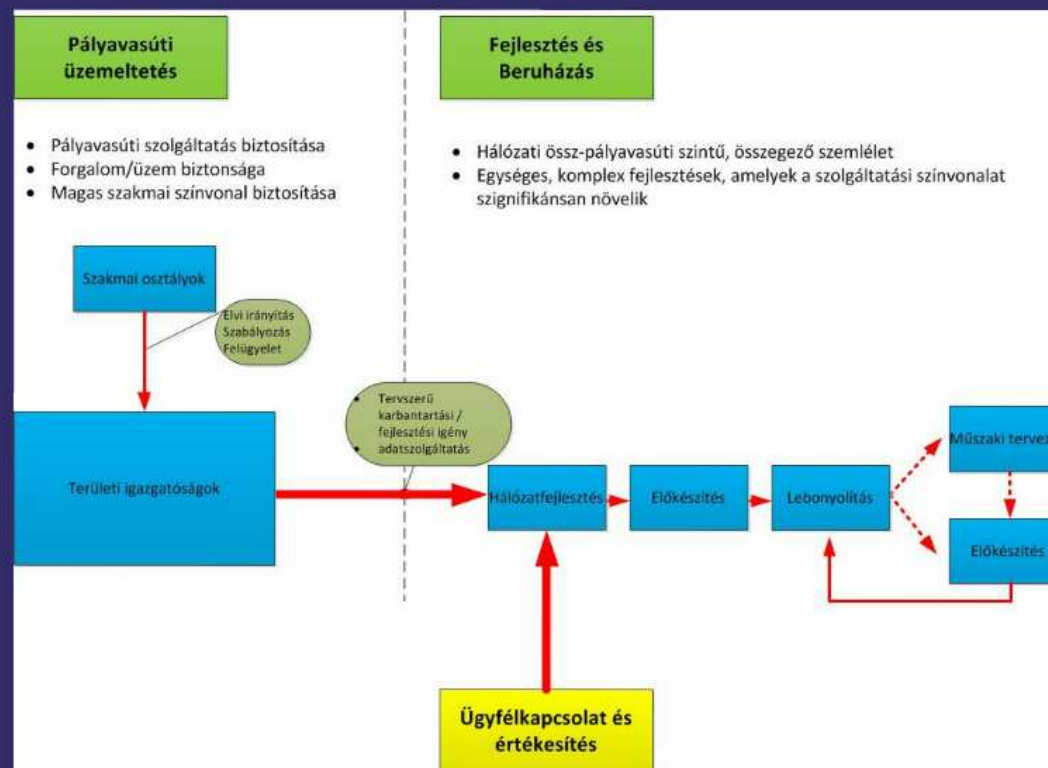 Pályavasúti
üzemeltetés
• Pályavasúti szolgáltatás biztosítása
• Forgalom/üzem biztonsága
• Magas szakmai színvonal biztosítása
Szakmai osztályok
Elvi irányítás
Szabályozás
Felügyelet
Területi igazgatóságok
• Tervszerű
karbantartási /
fejlesztési igény
• adatszolgáltatás
Fejlesztés és
Beruházás
• Hálózati össz-pályavasúti szintű, összegező szemlélet
• Egységes, komplex fejlesztések, amelyek a szolgáltatási színvonalat
szignifikánsan növelik
Hálózatfejlesztés
Előkészítés
Lebonyolítás
Műszaki tervez
Előkészítés
Ügyfélkapcsolat és
értékesítés